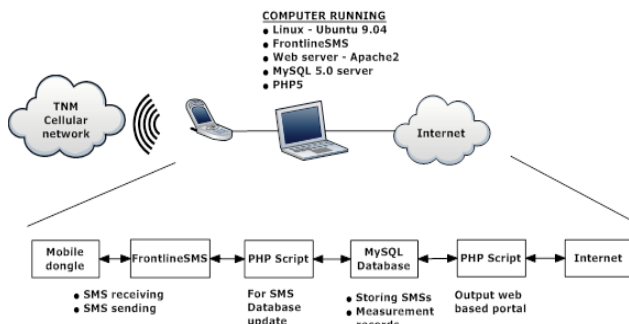 COMPUTER RUNNING
• Linux - Ubuntu 9.04
• FrontlineSMS
• Web server - Apache2
• MySQL 5.0 server
• PHP5
TNM
Cellular
network
Internet
Mobile
dongle
FrontlineSMS
PHP Script
MySQL
Database
PHP Script
Internet
• SMS receiving
• SMS sending
For SMS
Database
update
• Storing SMSs
• Measurement
records
Output web
based portal